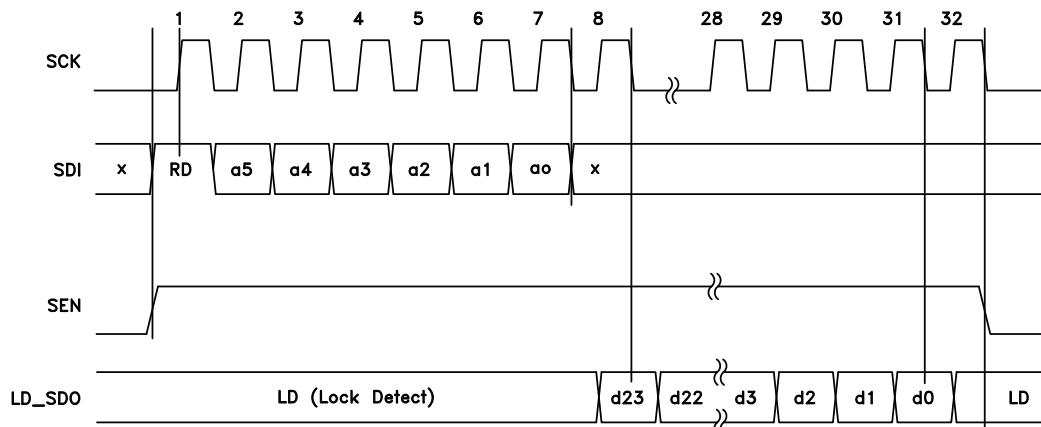 1 2 3 4 5 6 7 8 28 29 30 31 32
SCK
SDI x RD a5 a4 a3 a2 a1 ao x
SEN
LD_SDO LD (Lock Detect) d23 d22 d3 d2 d1 d0 LD